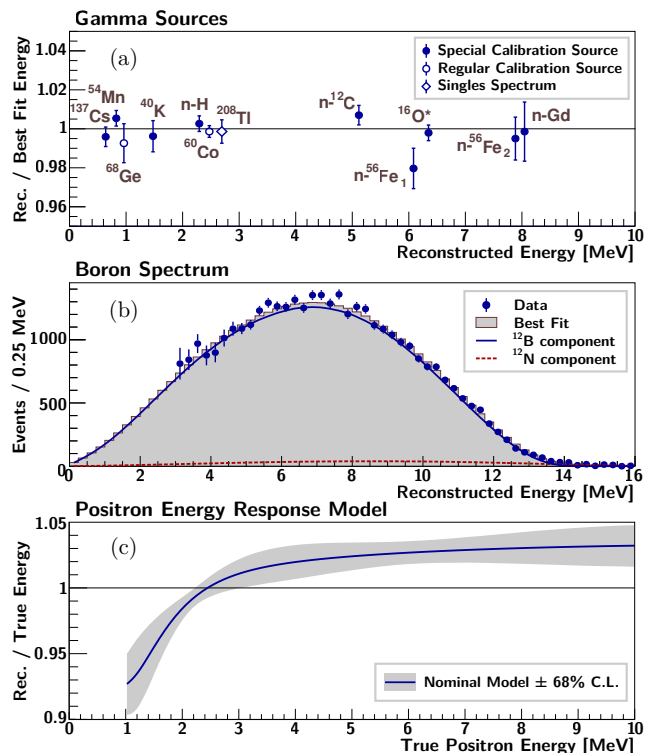 Gamma Sources
Rec. / Best Fit Energy
1.04
1.02
1
0.98
0.96
(a)
Special Calibration Source
Regular Calibration Source
Singles Spectrum
¹³⁷Cs
⁵⁴Mn
⁶⁸Ge
⁴⁰K
n-H
⁶⁰Co
²⁰⁸Tl
n-¹²C
n-⁵⁶Fe₁
¹⁶O*
n-⁵⁶Fe₂
n-Gd
0 1 2 3 4 5 6 7 8 9 10
Reconstructed Energy [MeV]
Boron Spectrum
Events / 0.25 MeV
1000
500
0
(b)
Data
Best Fit
¹²B component
¹²N component
0 2 4 6 8 10 12 14 16
Reconstructed Energy [MeV]
Positron Energy Response Model
Rec. / True Energy
1.05
1
0.95
0.9
(c)
Nominal Model ± 68% C.L.
0 1 2 3 4 5 6 7 8 9 10
True Positron Energy [MeV]